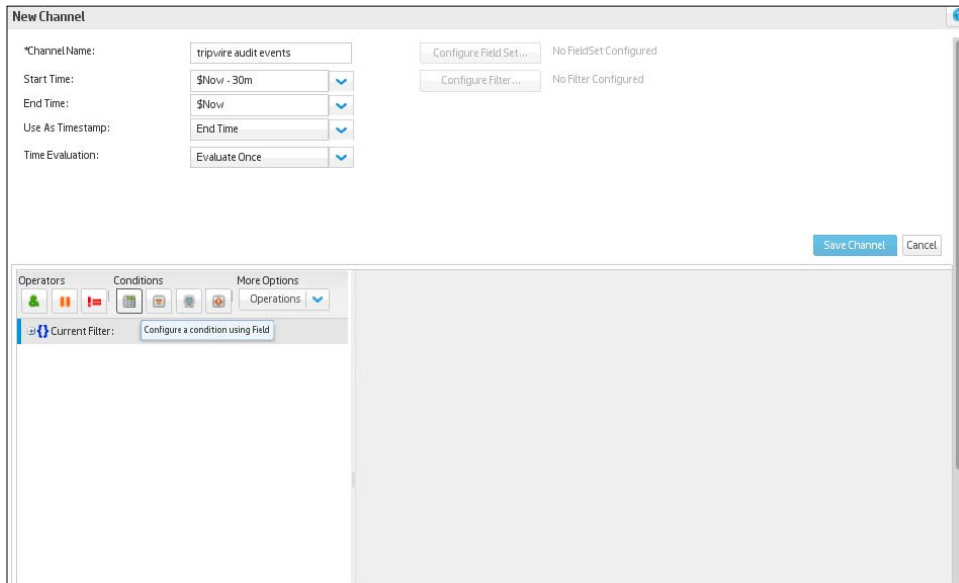 New Channel
*Channel Name: tripwire audit events Configure Field Set... No FieldSet Configured
Start Time: $Now - 30m Configure Filter... No Filter Configured
End Time: $Now
Use As Timestamp: End Time
Time Evaluation: Evaluate Once
Save Channel Cancel
Operators Conditions More Options
& !≡ Operations
{} Current Filter: Configure a condition using Field